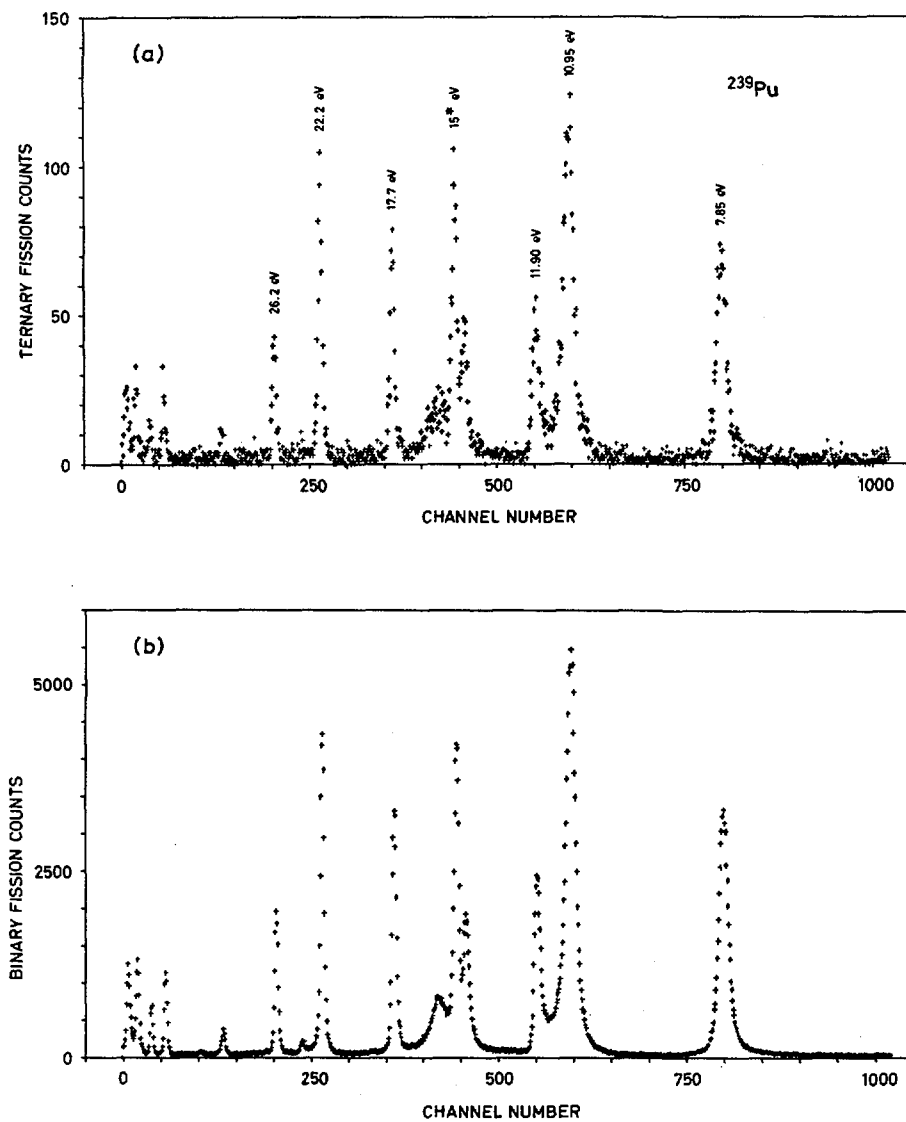 (a)
239Pu
26.2 eV
22.2 eV
17.7 eV
15*eV
11.90 eV
10.95 eV
7.85 eV
TERNARY FISSION COUNTS
150
100
50
0
0 250 500 750 1000
CHANNEL NUMBER
(b)
BINARY FISSION COUNTS
5000
2500
0
0 250 500 750 1000
CHANNEL NUMBER